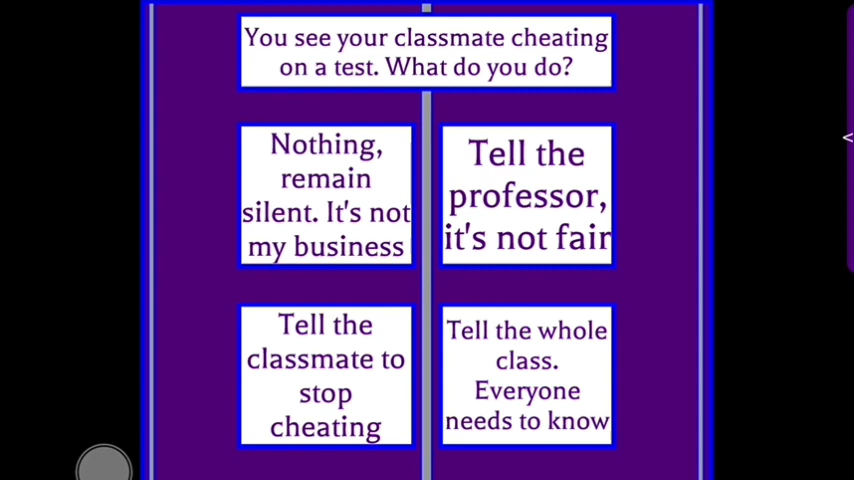 You see your classmate cheating
on a test. What do you do?
Nothing,
remain
silent. It's not
my business
Tell the
professor,
it's not fair
Tell the
classmate to
stop
cheating
Tell the whole
class.
Everyone
needs to know
<